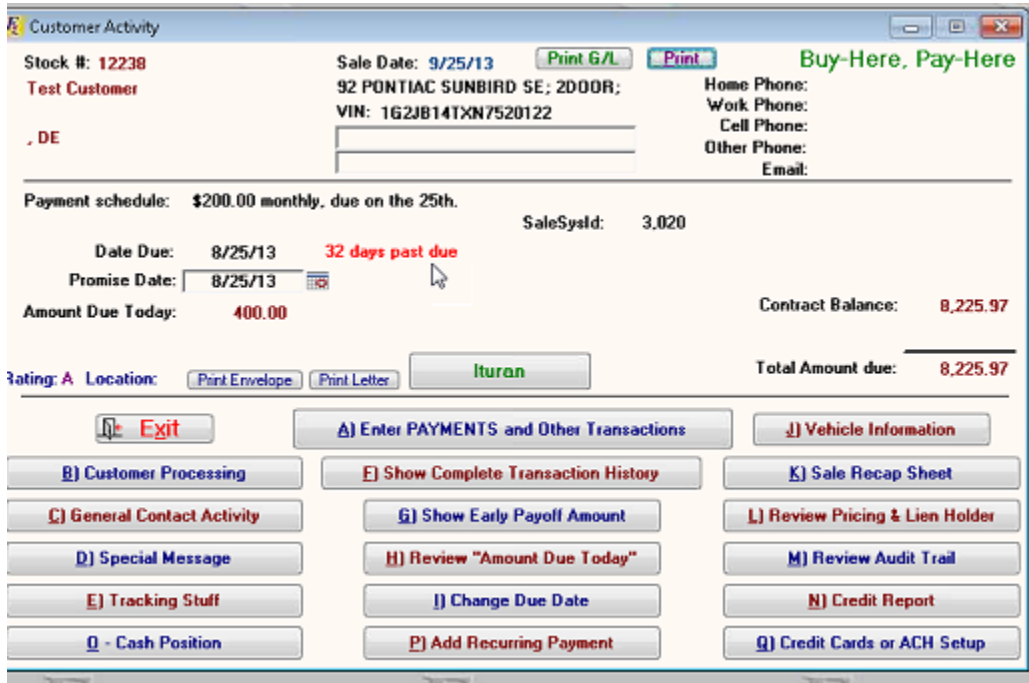 Customer Activity
Stock #: 12238 Sale Date: 9/25/13 Print G/L Print Buy-Here, Pay-Here
Test Customer 92 PONTIAC SUNBIRD SE; 2DOOR; Home Phone:
VIN: 1G2JB14TXN7520122 Work Phone:
Cell Phone:
, DE
Other Phone:
Email:
Payment schedule: $200.00 monthly, due on the 25th.
SaleSysId: 3,020
Date Due: 8/25/13 32 days past due
Promise Date: 8/25/13
Amount Due Today: 400.00 Contract Balance: 8,225.97
Rating: A Location: Print Envelope Print Letter Ituran Total Amount due: 8,225.97
Exit A) Enter PAYMENTS and Other Transactions J) Vehicle Information
B) Customer Processing F) Show Complete Transaction History K) Sale Recap Sheet
C) General Contact Activity G) Show Early Payoff Amount L) Review Pricing & Lien Holder
D) Special Message H) Review "Amount Due Today" M) Review Audit Trail
E) Tracking Stuff I) Change Due Date N) Credit Report
O - Cash Position P) Add Recurring Payment Q) Credit Cards or ACH Setup